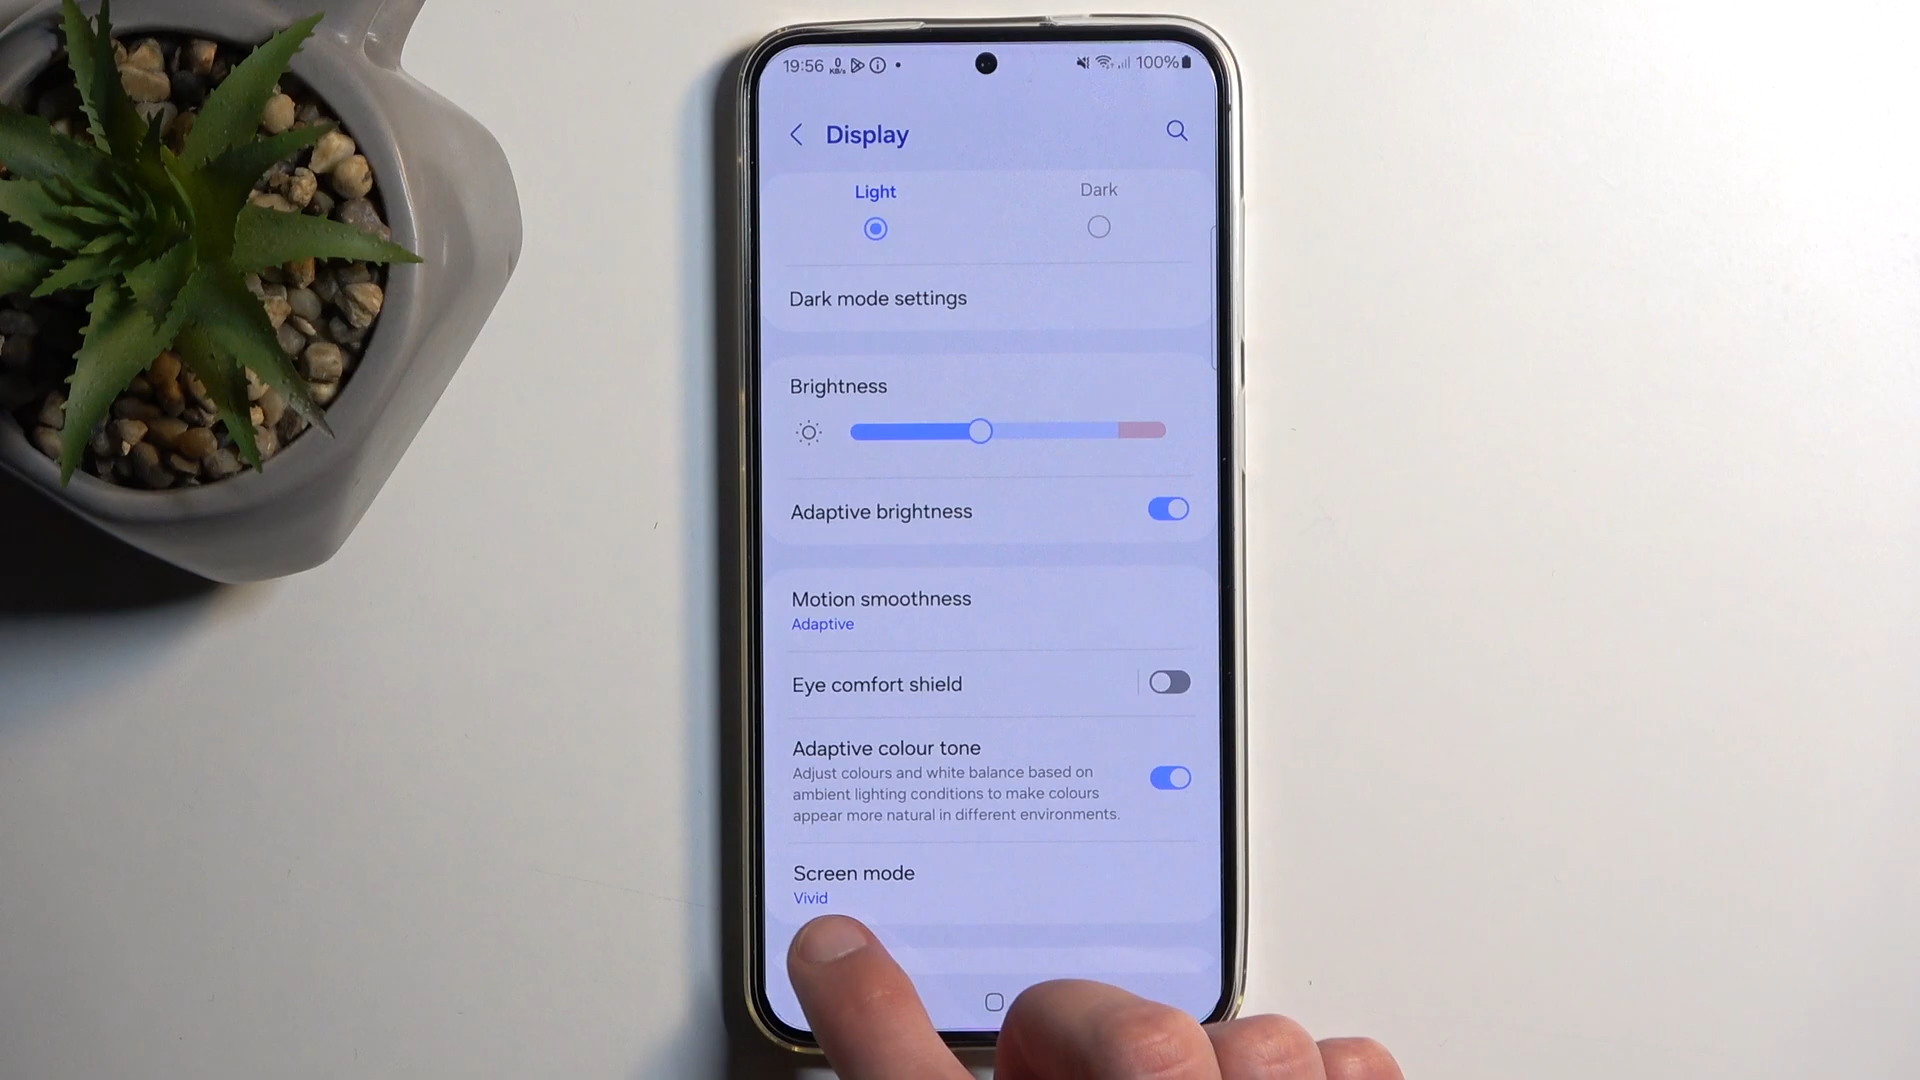 19:56 0 KB/s 100%
Display
Light Dark
Dark mode settings
Brightness
Adaptive brightness
Motion smoothness
Adaptive
Eye comfort shield
Adaptive colour tone
Adjust colours and white balance based on
ambient lighting conditions to make colours
appear more natural in different environments.
Screen mode
Vivid